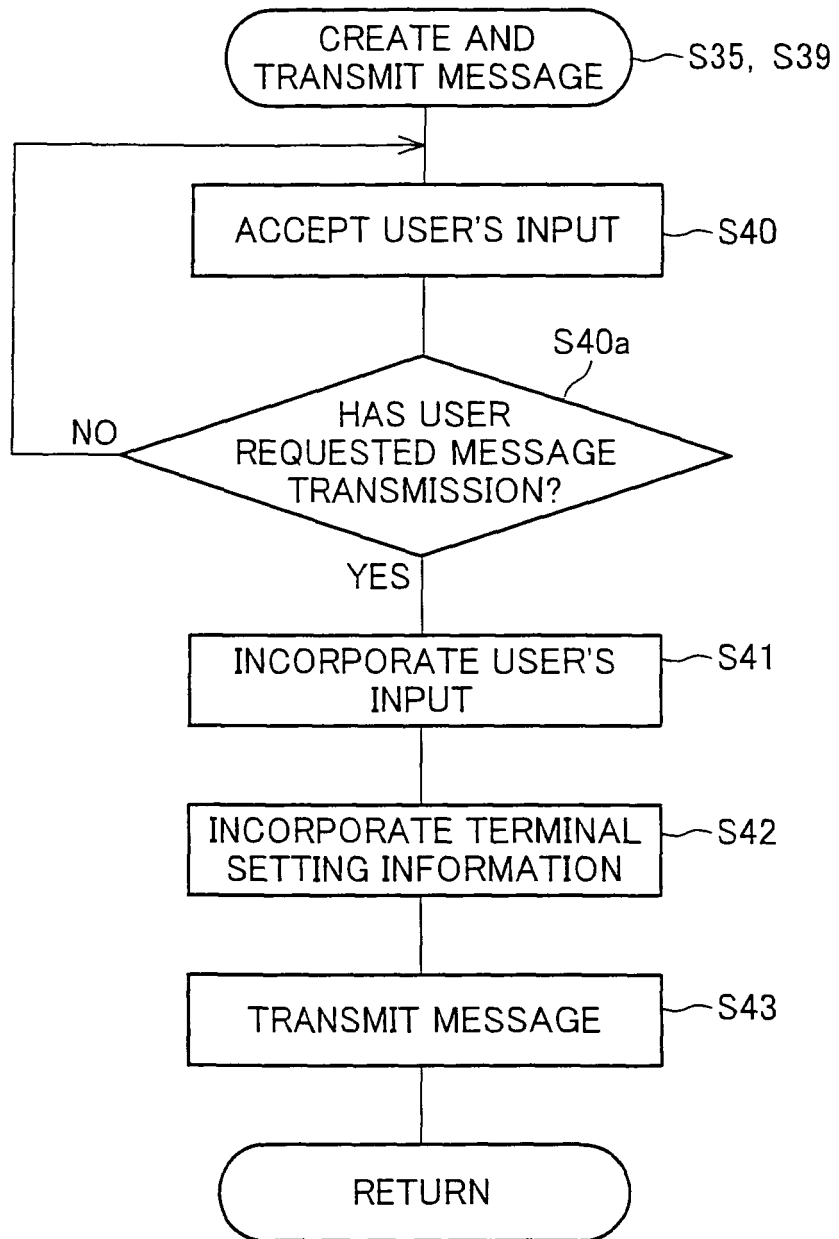 CREATE AND
TRANSMIT MESSAGE
S35, S39
ACCEPT USER'S INPUT
S40
S40a
HAS USER
REQUESTED MESSAGE
TRANSMISSION?
NO
YES
INCORPORATE USER'S
INPUT
S41
INCORPORATE TERMINAL
SETTING INFORMATION
S42
TRANSMIT MESSAGE
S43
RETURN